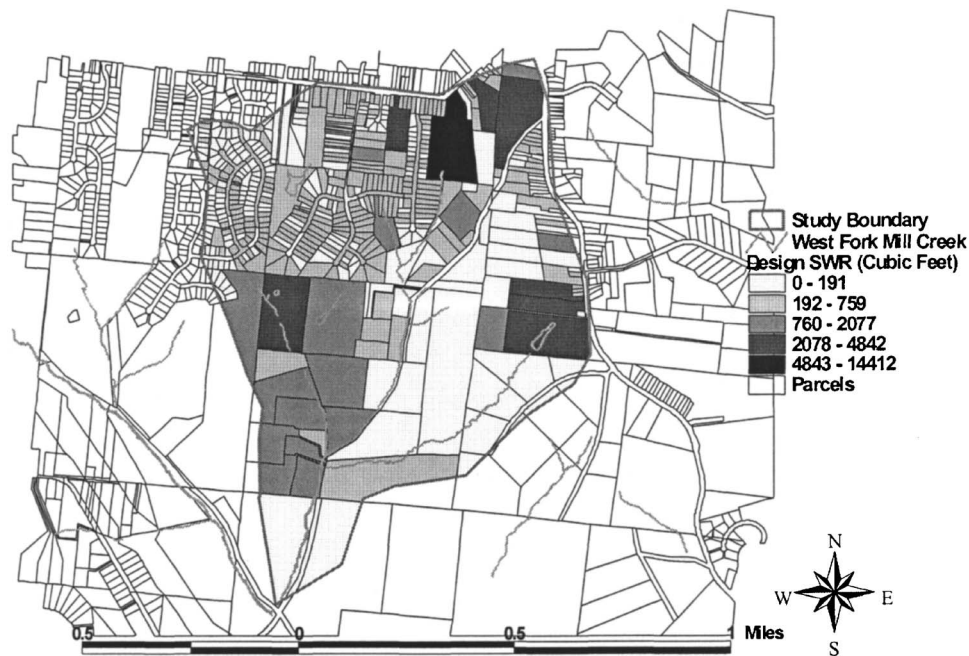 Study Boundary
West Fork Mill Creek
Design SWR (Cubic Feet)
0 - 191
192 - 759
760 - 2077
2078 - 4842
4843 - 14412
Parcels
N
W E
S
0.5 0 0.5 1 Miles